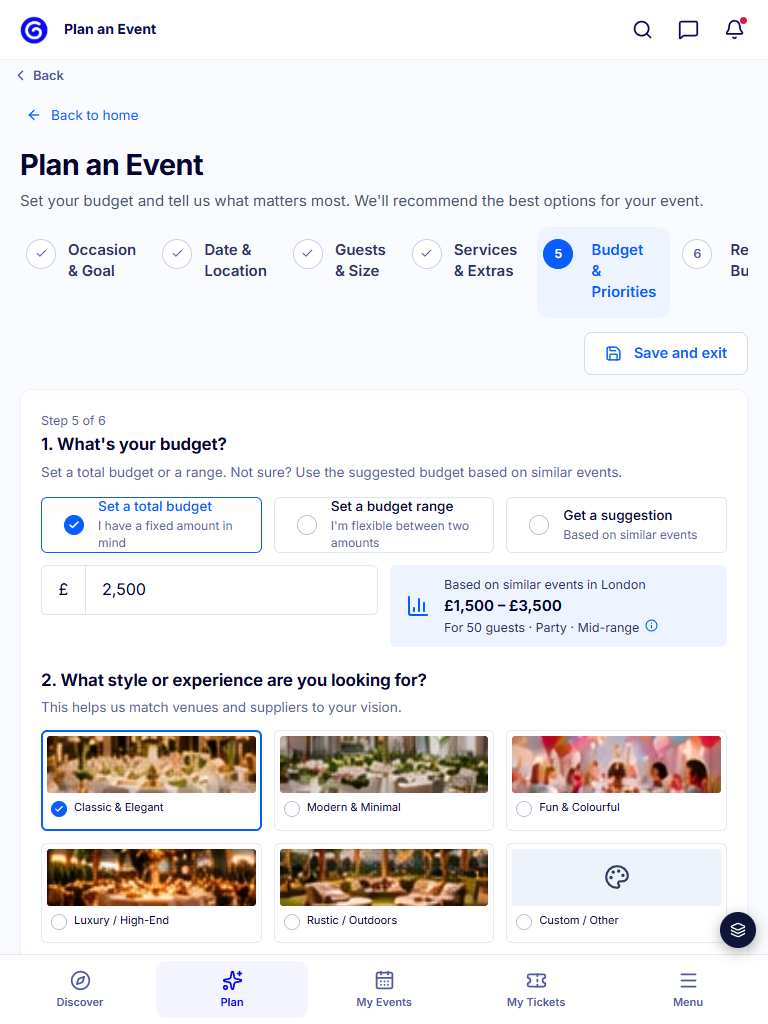 Plan an Event
Back
Back to home
Plan an Event
Set your budget and tell us what matters most. We'll recommend the best options for your event.
Occasion
& Goal
Date &
Location
Guests
& Size
Services
& Extras
5
Budget
&
Priorities
6
Re
Bu
Save and exit
Step 5 of 6
1. What's your budget?
Set a total budget or a range. Not sure? Use the suggested budget based on similar events.
Set a total budget
I have a fixed amount in
mind
Set a budget range
I'm flexible between two
amounts
Get a suggestion
Based on similar events
£
2,500
Based on similar events in London
£1,500 – £3,500
For 50 guests · Party · Mid-range
2. What style or experience are you looking for?
This helps us match venues and suppliers to your vision.
Classic & Elegant
Modern & Minimal
Fun & Colourful
Luxury / High-End
Rustic / Outdoors
Custom / Other
Discover
Plan
My Events
My Tickets
Menu